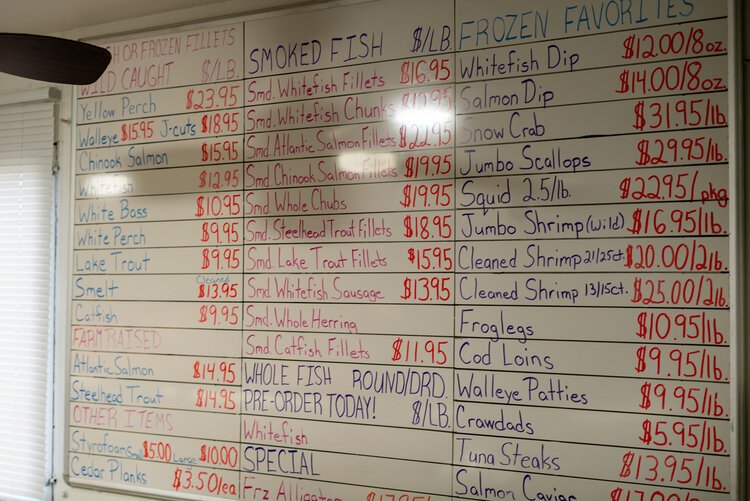 SH OR FROZEN FILLETS
WILD CAUGHT $/LB.
Yellow Perch $23.95
Walleye $15.95 J-cuts $18.95
Chinook Salmon $15.95
Whitefish $12.95
White Bass $10.95
White Perch $9.95
Lake Trout $9.95
Smelt Cleaned $13.95
Catfish $9.95
FARM RAISED
Atlantic Salmon $14.95
Steelhead Trout $14.95
OTHER ITEMS
Styrofoam Sm. $5.00 Large $10.00
Cedar Planks $3.50/ea
SMOKED FISH $/LB.
Smd. Whitefish Fillets $16.95
Smd. Whitefish Chunks
Smd. Atlantic Salmon Fillets $22.95
Smd. Chinook Salmon Fillets $19.95
Smd. Whole Chubs $19.95
Smd. Steelhead Trout Fillets $18.95
Smd. Lake Trout Fillets $15.95
Smd. Whitefish Sausage $13.95
Smd. Whole Herring
Smd. Catfish Fillets $11.95
WHOLE FISH ROUND/DRD.
PRE-ORDER TODAY! $/LB.
Whitefish
SPECIAL
Frz Alligator
FROZEN FAVORITES
Whitefish Dip $12.00/8oz.
Salmon Dip $14.00/8oz.
Snow Crab $31.95/lb.
Jumbo Scallops $29.95/lb.
Squid 2.5/lb. $22.95/pkg
Jumbo Shrimp (wild) $16.95/lb.
Cleaned Shrimp 21/25ct. $20.00/2lb.
Cleaned Shrimp 13/15ct. $25.00/2lb.
Froglegs $10.95/lb.
Cod Loins $9.95/lb.
Walleye Patties $9.95/lb.
Crawdads $5.95/lb.
Tuna Steaks $13.95/lb.
Salmon Caviar